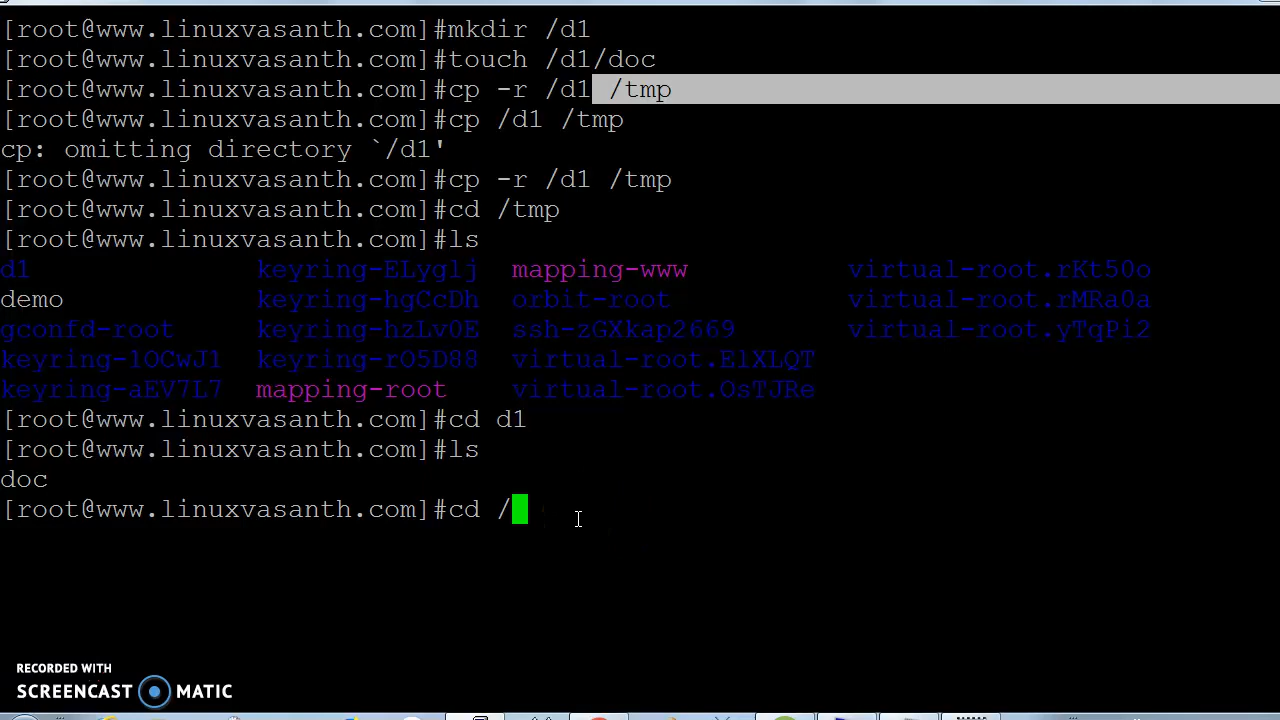 [root@www.linuxvasanth.com]#mkdir /d1
[root@www.linuxvasanth.com]#touch /d1/doc
[root@www.linuxvasanth.com]#cp -r /d1 /tmp
[root@www.linuxvasanth.com]#cp /d1 /tmp
cp: omitting directory `/d1'
[root@www.linuxvasanth.com]#cp -r /d1 /tmp
[root@www.linuxvasanth.com]#cd /tmp
[root@www.linuxvasanth.com]#ls
d1 keyring-ELyglj mapping-www virtual-root.rKt50o
demo keyring-hgCcDh orbit-root virtual-root.rMRa0a
gconfd-root keyring-hzLv0E ssh-zGXkap2669 virtual-root.yTqPi2
keyring-lOCwJ1 keyring-rO5D88 virtual-root.ElXLQT
keyring-aEV7L7 mapping-root virtual-root.OsTJRe
[root@www.linuxvasanth.com]#cd d1
[root@www.linuxvasanth.com]#ls
doc
[root@www.linuxvasanth.com]#cd /
RECORDED WITH
SCREENCAST MATIC